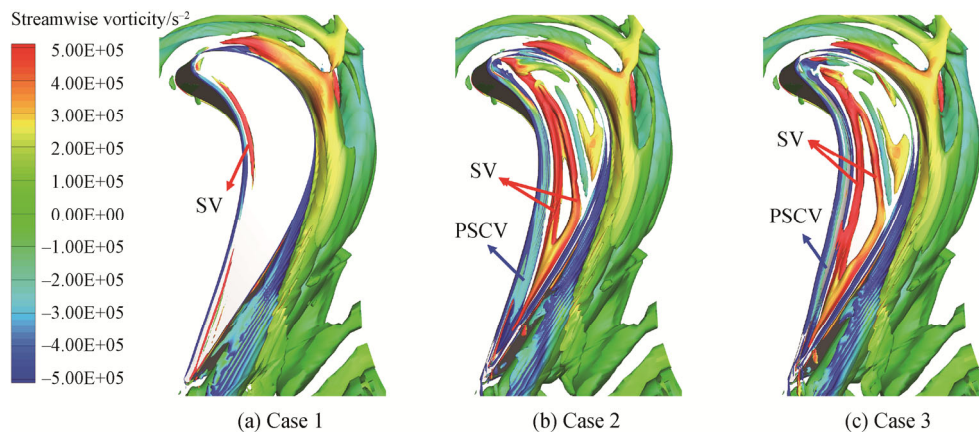 Streamwise vorticity/s⁻²
5.00E+05
4.00E+05
3.00E+05
2.00E+05
1.00E+05
0.00E+00
–1.00E+05
–2.00E+05
–3.00E+05
–4.00E+05
–5.00E+05
SV
SV
PSCV
SV
PSCV
(a) Case 1
(b) Case 2
(c) Case 3